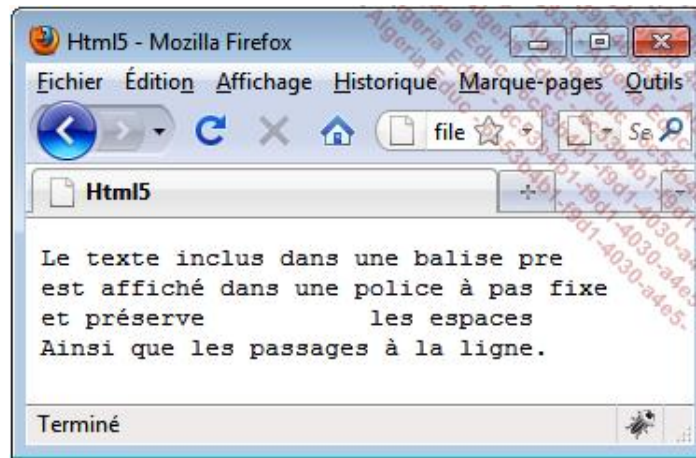 Html5 - Mozilla Firefox
Fichier Édition Affichage Historique Marque-pages Outils
file Se
Html5
Le texte inclus dans une balise pre
est affiché dans une police à pas fixe
et préserve           les espaces
Ainsi que les passages à la ligne.
Terminé